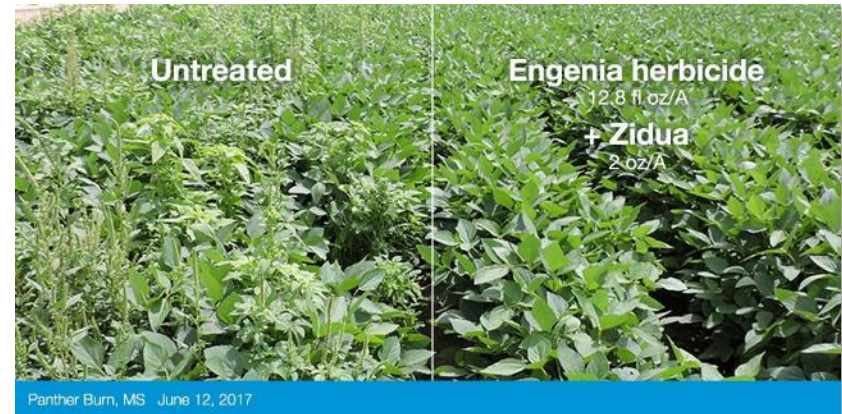 Untreated
Engenia herbicide
12.8 fl oz/A
+ Zidua
2 oz/A
Panther Burn, MS June 12, 2017